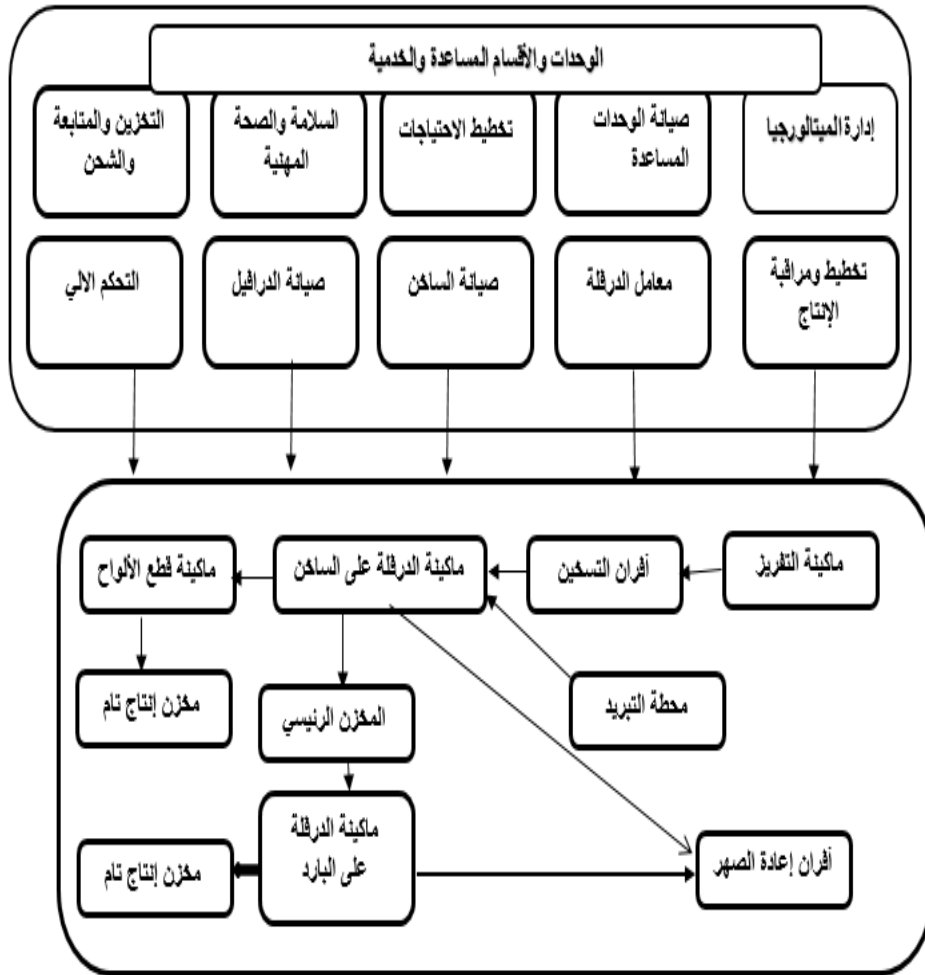 الوحدات والأقسام المساعدة والخدمية
إدارة الميتالورجيا
صيانة الوحدات
المساعدة
تخطيط الاحتياجات
السلامة والصحة
المهنية
التخزين والمتابعة
والشحن
تخطيط ومراقبة
الإنتاج
معامل الدرفلة
صيانة الساخن
صيانة الدرافيل
التحكم الالي
ماكينة التفريز
أفران التسخين
ماكينة الدرفلة على الساخن
ماكينة قطع الألواح
محطة التبريد
المخزن الرئيسي
مخزن إنتاج تام
ماكينة الدرفلة
على البارد
أفران إعادة الصهر
مخزن إنتاج تام